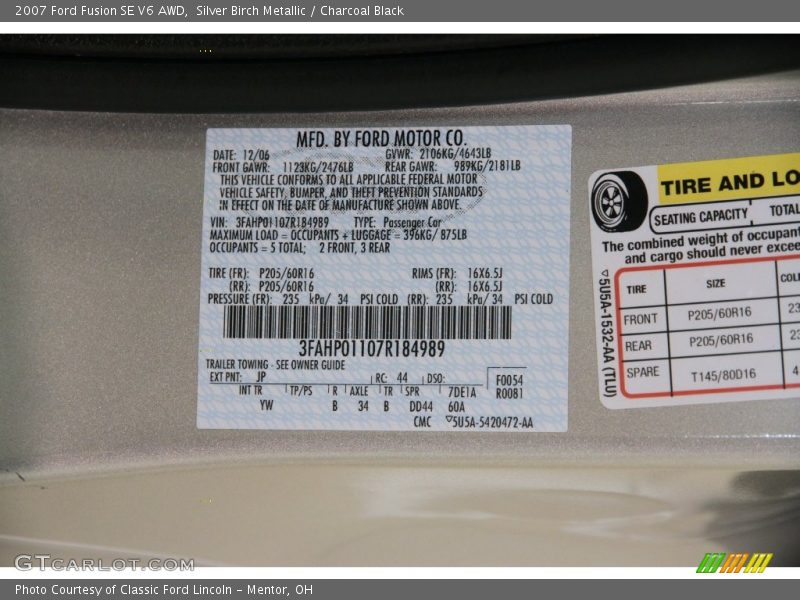 2007 Ford Fusion SE V6 AWD, Silver Birch Metallic / Charcoal Black
MFD. BY FORD MOTOR CO.
DATE: 12/06 GVWR: 2106KG/4643LB
FRONT GAWR: 1123KG/2476LB REAR GAWR: 989KG/2181LB
THIS VEHICLE CONFORMS TO ALL APPLICABLE FEDERAL MOTOR
VEHICLE SAFETY, BUMPER, AND THEFT PREVENTION STANDARDS
IN EFFECT ON THE DATE OF MANUFACTURE SHOWN ABOVE.
VIN: 3FAHP01107R184989 TYPE: Passenger Car
MAXIMUM LOAD = OCCUPANTS + LUGGAGE = 396KG/ 875LB
OCCUPANTS = 5 TOTAL; 2 FRONT, 3 REAR
TIRE (FR): P205/60R16 RIMS (FR): 16X6.5J
(RR): P205/60R16 (RR): 16X6.5J
PRESSURE (FR): 235 kPa/ 34 PSI COLD (RR): 235 kPa/ 34 PSI COLD
3FAHP01107R184989
TRAILER TOWING - SEE OWNER GUIDE
EXT PNT: JP RC: 44 DSO: F0054
INT TR TP/PS R AXLE TR SPR 7DE1A R0081
YW B 34 B DD44 60A
CMC 5U5A-5420472-AA
TIRE AND LO
SEATING CAPACITY TOTAL
The combined weight of occupant
and cargo should never excee
TIRE SIZE COL
FRONT P205/60R16 23
REAR P205/60R16 23
SPARE T145/80D16 4
5U5A-1532-AA (TLU)
GTCARLOT.COM
Photo Courtesy of Classic Ford Lincoln - Mentor, OH